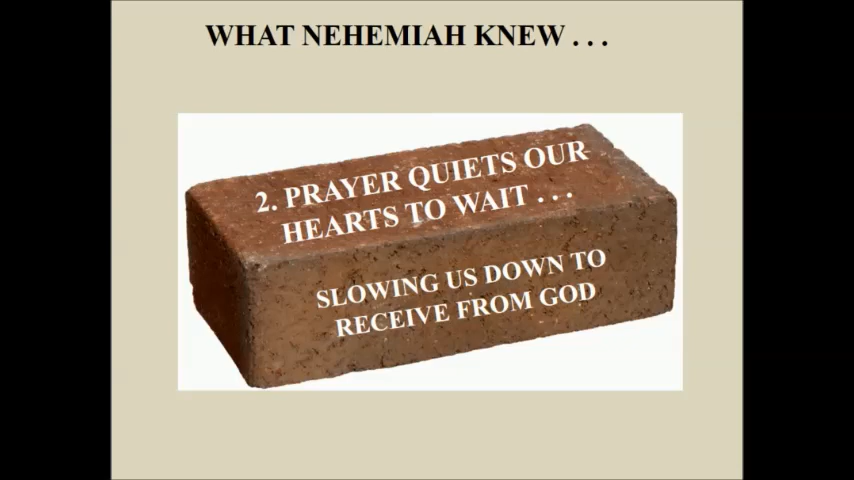 WHAT NEHEMIAH KNEW . . .
2. PRAYER QUIETS OUR
HEARTS TO WAIT . . .
SLOWING US DOWN TO
RECEIVE FROM GOD